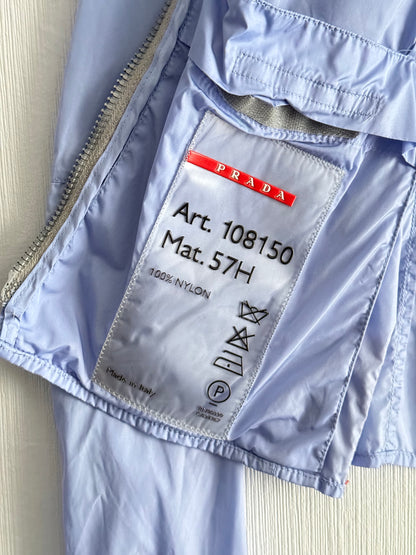 PRADA
Art. 108150
Mat. 57H
100% NYLON
P
Made in Italy